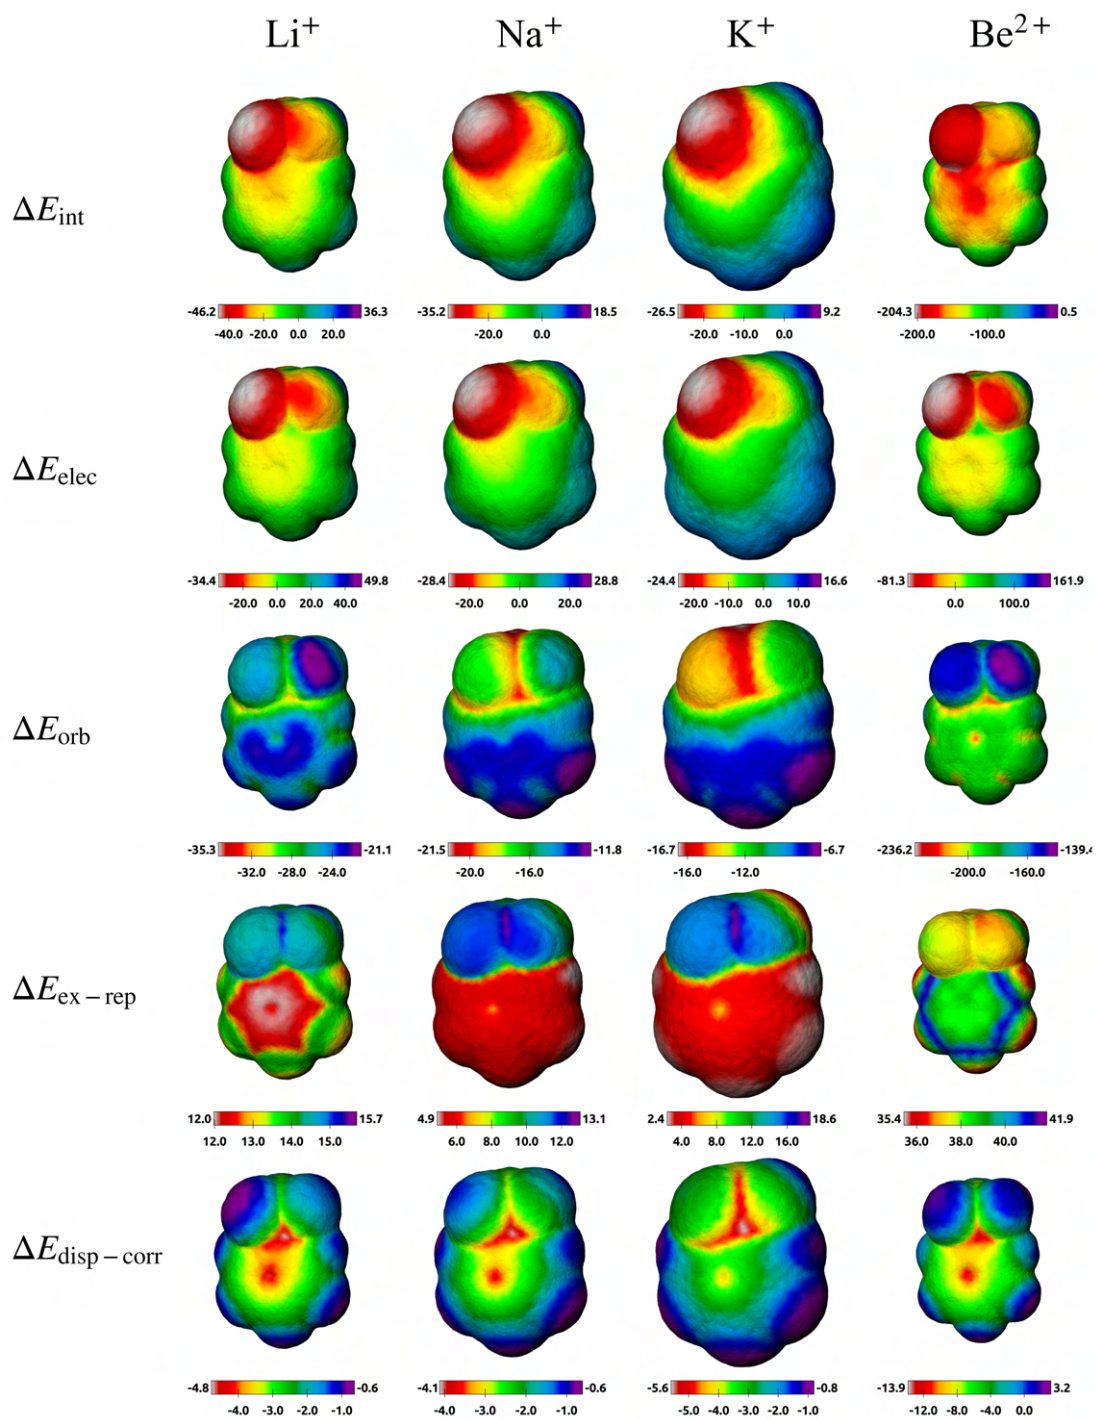 Li⁺ Na⁺ K⁺ Be²⁺
ΔE_int
-46.2 36.3 -35.2 18.5 -26.5 9.2 -204.3 0.5
-40.0 -20.0 0.0 20.0 -20.0 0.0 -20.0 -10.0 0.0 -200.0 -100.0
ΔE_elec
-34.4 49.8 -28.4 28.8 -24.4 16.6 -81.3 161.9
-20.0 0.0 20.0 40.0 -20.0 0.0 20.0 -20.0 -10.0 0.0 10.0 0.0 100.0
ΔE_orb
-35.3 -21.1 -21.5 -11.8 -16.7 -6.7 -236.2 -139.4
-32.0 -28.0 -24.0 -20.0 -16.0 -16.0 -12.0 -200.0 -160.0
ΔE_ex–rep
12.0 15.7 4.9 13.1 2.4 18.6 35.4 41.9
12.0 13.0 14.0 15.0 6.0 8.0 10.0 12.0 4.0 8.0 12.0 16.0 36.0 38.0 40.0
ΔE_disp–corr
-4.8 -0.6 -4.1 -0.6 -5.6 -0.8 -13.9 3.2
-4.0 -3.0 -2.0 -1.0 -4.0 -3.0 -2.0 -1.0 -5.0 -4.0 -3.0 -2.0 -1.0 -12.0 -8.0 -4.0 0.0